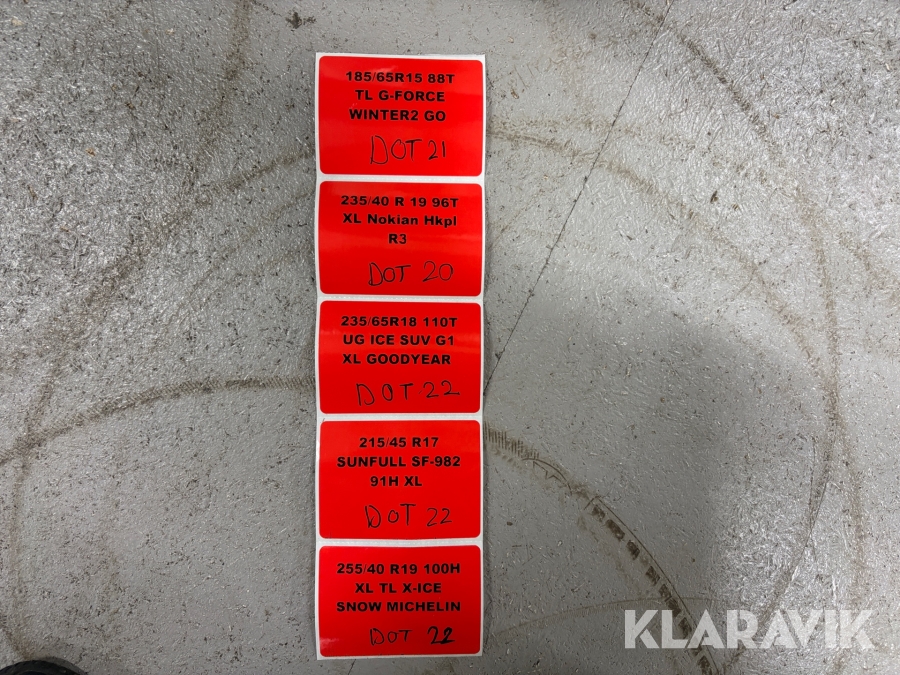 185/65R15 88T
TL G-FORCE
WINTER2 GO
DOT 21
235/40 R 19 96T
XL Nokian Hkpl
R3
DOT 20
235/65R18 110T
UG ICE SUV G1
XL GOODYEAR
DOT 22
215/45 R17
SUNFULL SF-982
91H XL
DOT 22
255/40 R19 100H
XL TL X-ICE
SNOW MICHELIN
DOT 22
KLARAVIK